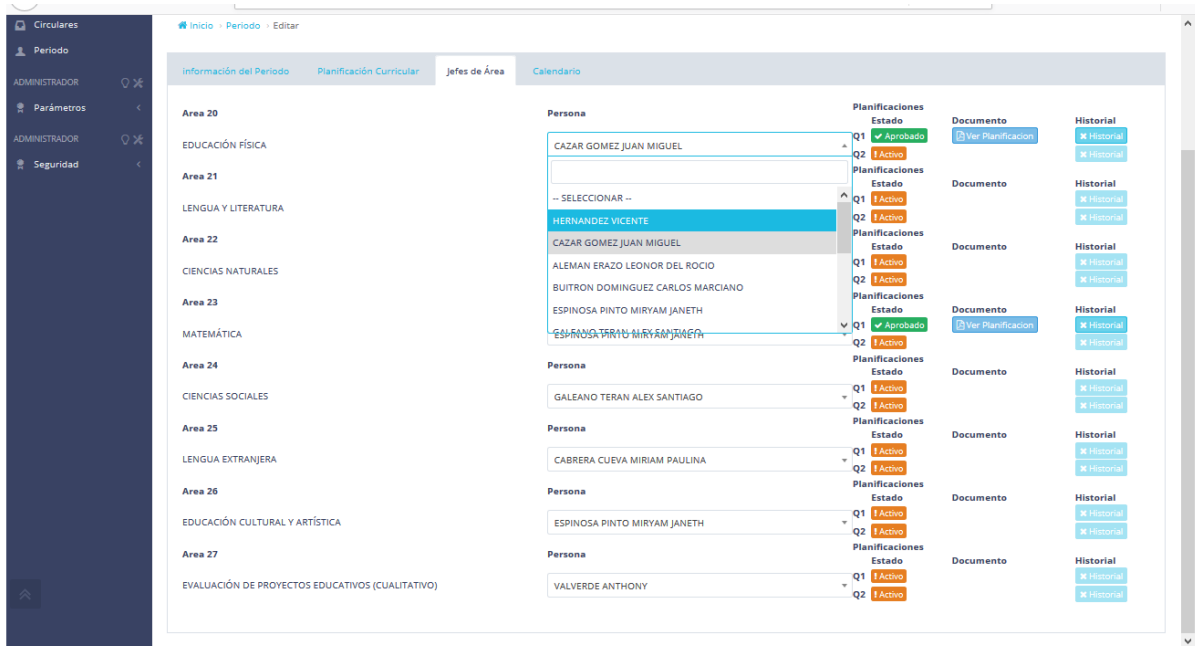 Circulares
Periodo
ADMINISTRADOR
Parámetros
ADMINISTRADOR
Seguridad
Inicio › Periodo › Editar
información del Periodo Planificación Curricular Jefes de Área Calendario
Area 20 Persona Planificaciones
Estado Documento Historial
EDUCACIÓN FÍSICA CAZAR GOMEZ JUAN MIGUEL Q1 Aprobado Ver Planificacion Historial
Q2 Activo Historial
Area 21 Planificaciones
Estado Documento Historial
-- SELECCIONAR -- Q1 Activo Historial
LENGUA Y LITERATURA HERNANDEZ VICENTE Q2 Activo Historial
Area 22 CAZAR GOMEZ JUAN MIGUEL Planificaciones
Estado Documento Historial
CIENCIAS NATURALES ALEMAN ERAZO LEONOR DEL ROCIO Q1 Activo Historial
BUITRON DOMINGUEZ CARLOS MARCIANO Q2 Activo Historial
Area 23 Planificaciones
ESPINOSA PINTO MIRYAM JANETH Estado Documento Historial
GALEANO TERAN ALEX SANTIAGO Q1 Aprobado Ver Planificacion Historial
MATEMÁTICA ESPINOSA PINTO MIRYAM JANETH Q2 Activo Historial
Area 24 Persona Planificaciones
Estado Documento Historial
CIENCIAS SOCIALES GALEANO TERAN ALEX SANTIAGO Q1 Activo Historial
Q2 Activo Historial
Area 25 Persona Planificaciones
Estado Documento Historial
LENGUA EXTRANJERA CABRERA CUEVA MIRIAM PAULINA Q1 Activo Historial
Q2 Activo Historial
Area 26 Persona Planificaciones
Estado Documento Historial
EDUCACIÓN CULTURAL Y ARTÍSTICA ESPINOSA PINTO MIRYAM JANETH Q1 Activo Historial
Q2 Activo Historial
Area 27 Persona Planificaciones
Estado Documento Historial
EVALUACIÓN DE PROYECTOS EDUCATIVOS (CUALITATIVO) VALVERDE ANTHONY Q1 Activo Historial
Q2 Activo Historial